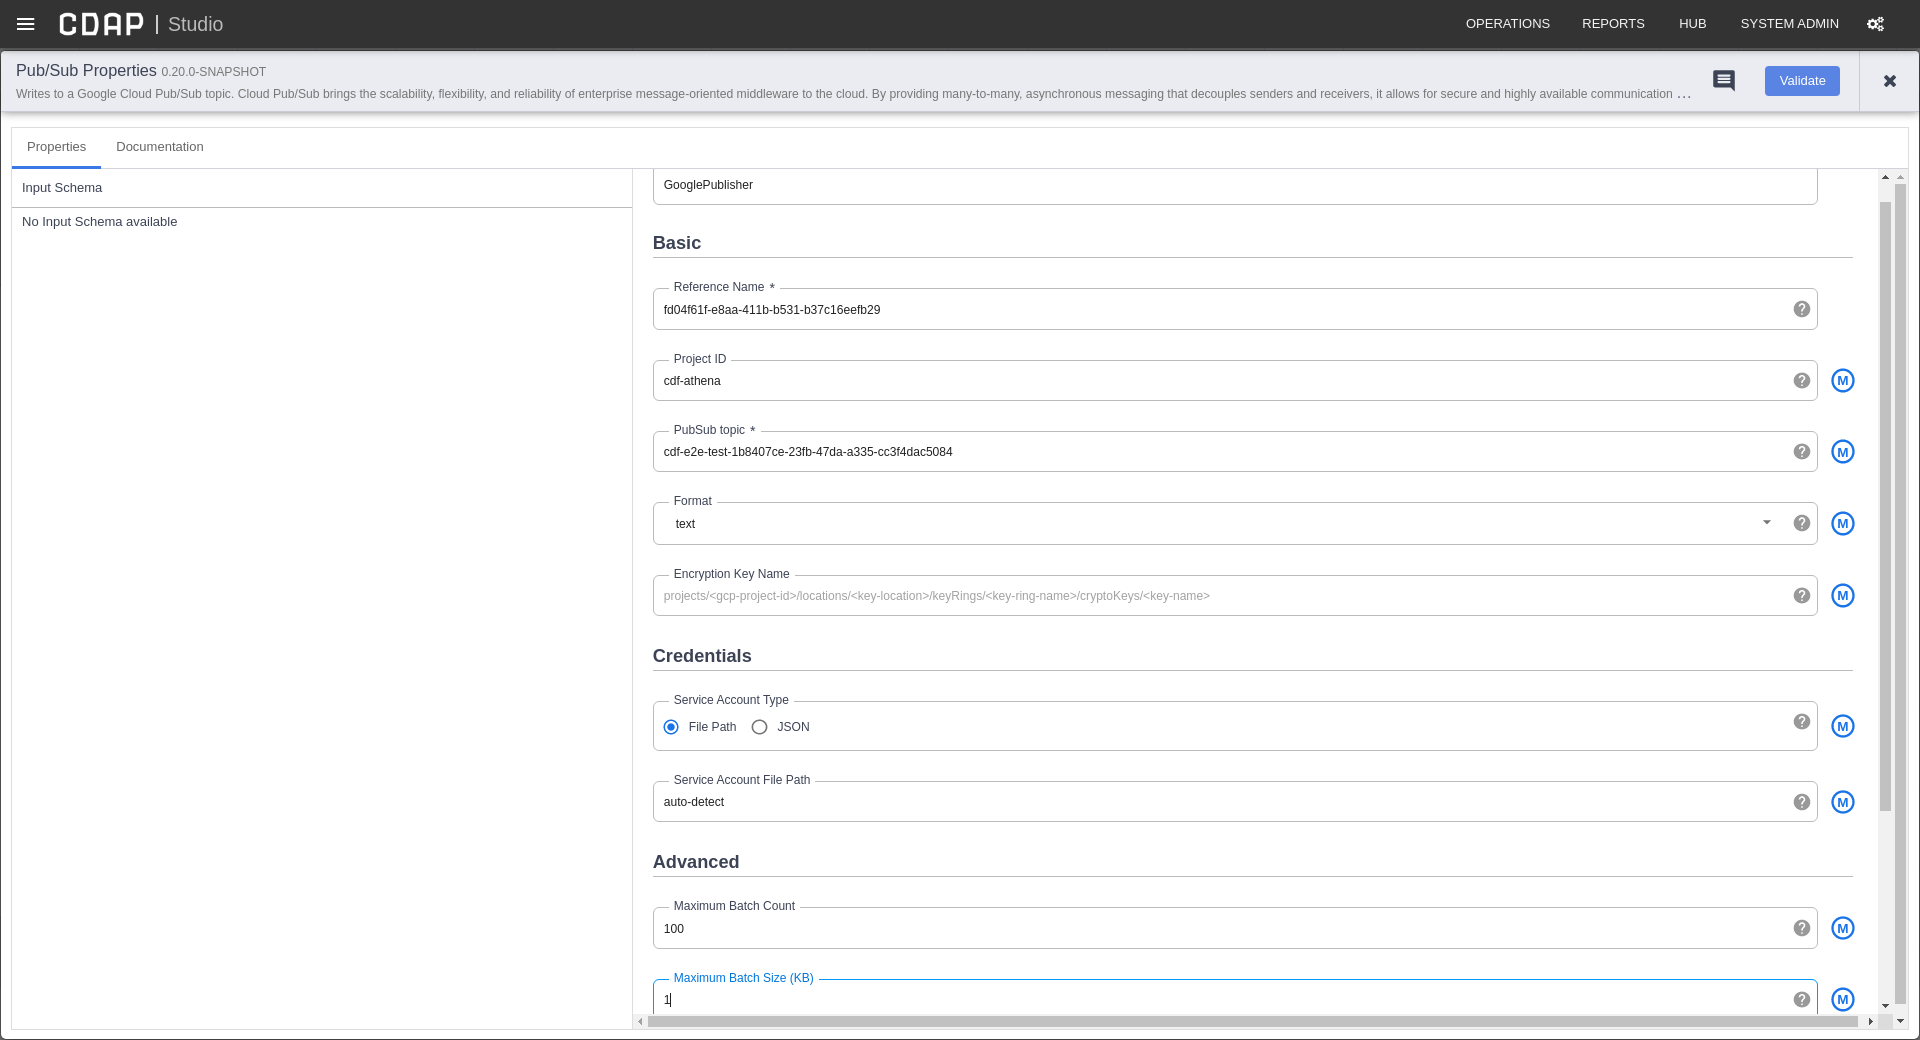 CDAP | Studio OPERATIONS REPORTS HUB SYSTEM ADMIN
Pub/Sub Properties 0.20.0-SNAPSHOT
Writes to a Google Cloud Pub/Sub topic. Cloud Pub/Sub brings the scalability, flexibility, and reliability of enterprise message-oriented middleware to the cloud. By providing many-to-many, asynchronous messaging that decouples senders and receivers, it allows for secure and highly available communication ...
Validate
Properties Documentation
Input Schema
No Input Schema available
GooglePublisher
Basic
Reference Name *
fd04f61f-e8aa-411b-b531-b37c16eefb29
Project ID
cdf-athena
M
PubSub topic *
cdf-e2e-test-1b8407ce-23fb-47da-a335-cc3f4dac5084
M
Format
text
M
Encryption Key Name
projects/<gcp-project-id>/locations/<key-location>/keyRings/<key-ring-name>/cryptoKeys/<key-name>
M
Credentials
Service Account Type
File Path JSON
M
Service Account File Path
auto-detect
M
Advanced
Maximum Batch Count
100
M
Maximum Batch Size (KB)
1
M